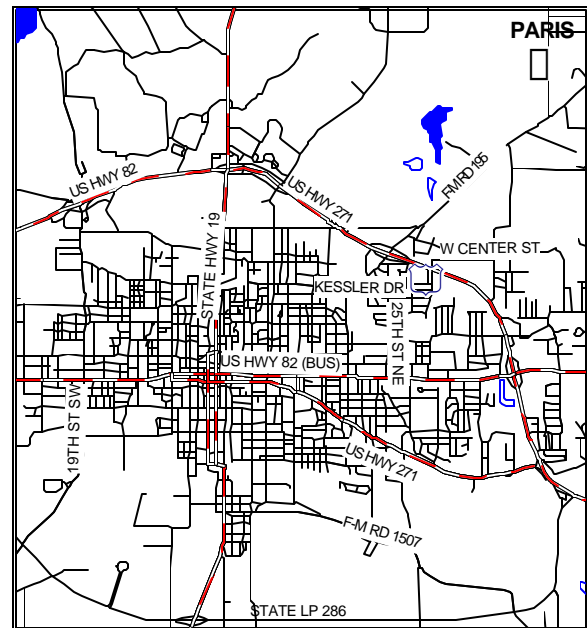 PARIS
US HWY 82
US HWY 271
FM RD 195
STATE HWY 19
W CENTER ST
KESSLER DR
25TH ST NE
US HWY 82 (BUS)
19TH ST SW
US HWY 271
F-M RD 1507
STATE LP 286